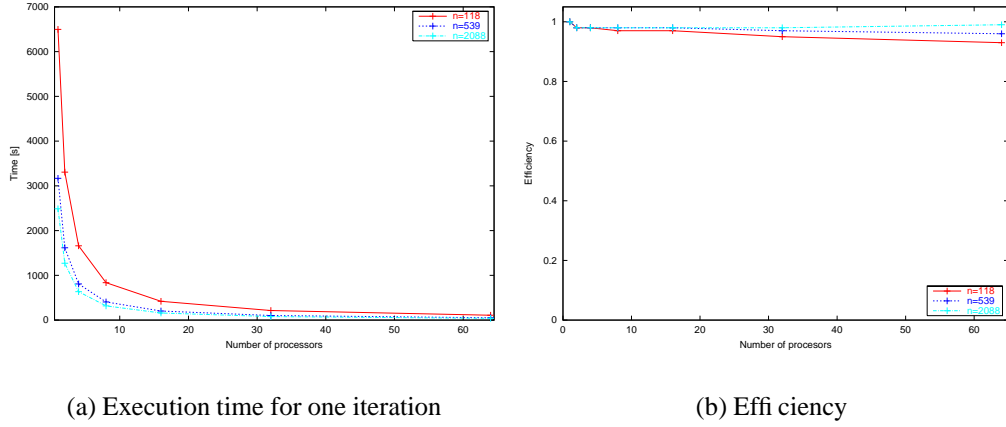 7000
6000
5000
4000
3000
2000
1000
0
Time [s]
10
20
30
40
50
60
Number of processors
n=118
n=539
n=2088
1
0.8
0.6
0.4
0.2
0
Efficiency
0
10
20
30
40
50
60
Number of procesors
n=118
n=539
n=2088
(a) Execution time for one iteration
(b) Effi ciency